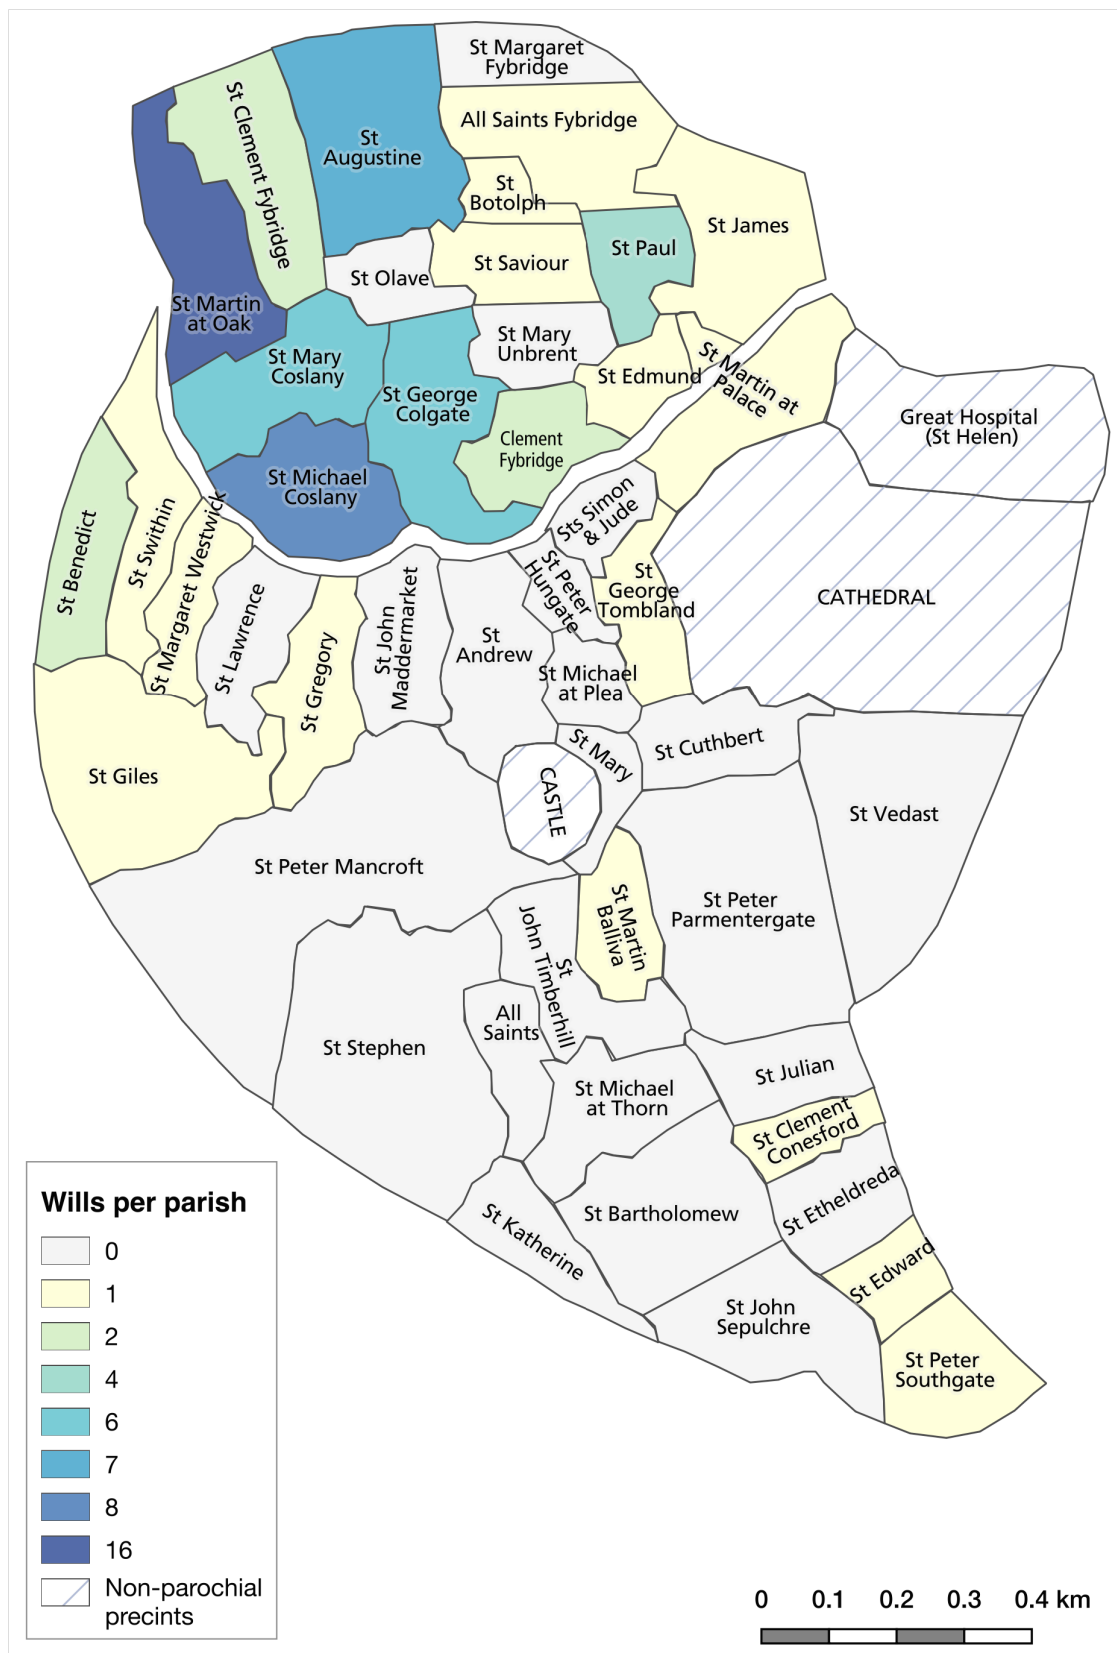 St Margaret
Fybridge
All Saints Fybridge
St Clement Fybridge
St
Augustine
St
Botolph
St James
St Paul
St Saviour
St Olave
St Martin
at Oak
St Mary
Unbrent
St Mary
Coslany
St George
Colgate
St Edmund
St Martin at
Palace
Great Hospital
(St Helen)
Clement
Fybridge
St Michael
Coslany
Sts Simon
& Jude
St Benedict
St Swithin
St Margaret Westwick
St Lawrence
St Gregory
St John
Maddermarket
St
Andrew
St Peter
Hungate
St
George
Tombland
CATHEDRAL
St Michael
at Plea
St Mary
St Cuthbert
St Giles
CASTLE
St Vedast
St Peter Mancroft
St Martin
Balliva
St Peter
Parmentergate
St
John Timberhill
All
Saints
St Stephen
St Michael
at Thorn
St Julian
St Clement
Conesford
St Etheldreda
St Bartholomew
St Katherine
St Edward
St John
Sepulchre
St Peter
Southgate
Wills per parish
0
1
2
4
6
7
8
16
Non-parochial
precints
0 0.1 0.2 0.3 0.4 km